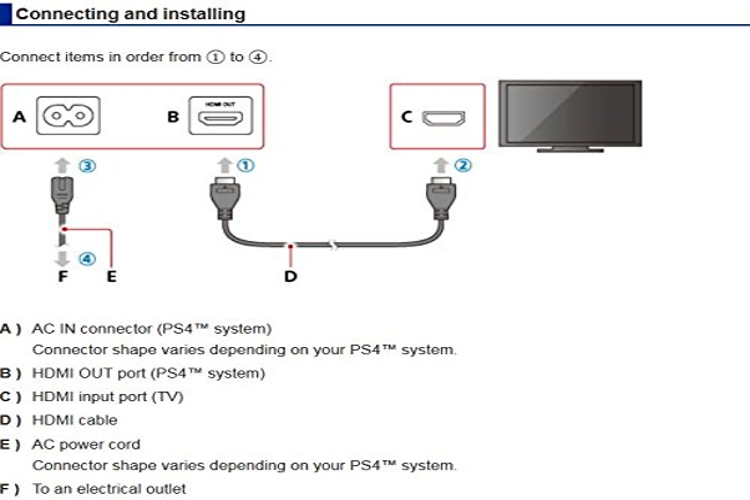 Connecting and installing
Connect items in order from ① to ④.
A
HDMI OUT
B
C
③
①
②
④
F
E
D
A ) AC IN connector (PS4™ system)
Connector shape varies depending on your PS4™ system.
B ) HDMI OUT port (PS4™ system)
C ) HDMI input port (TV)
D ) HDMI cable
E ) AC power cord
Connector shape varies depending on your PS4™ system.
F ) To an electrical outlet